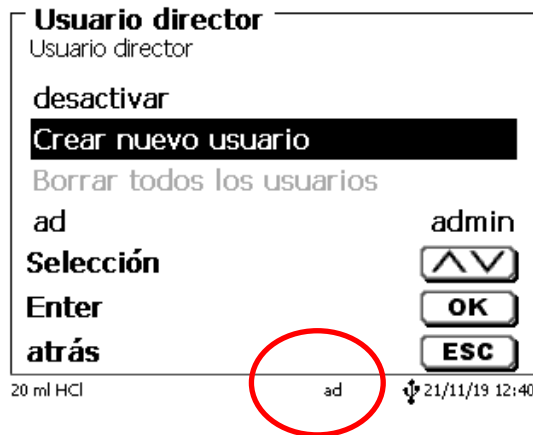 Usuario director
Usuario director
desactivar
Crear nuevo usuario
Borrar todos los usuarios
ad admin
Selección
Enter OK
atrás ESC
20 ml HCl ad 21/11/19 12:40